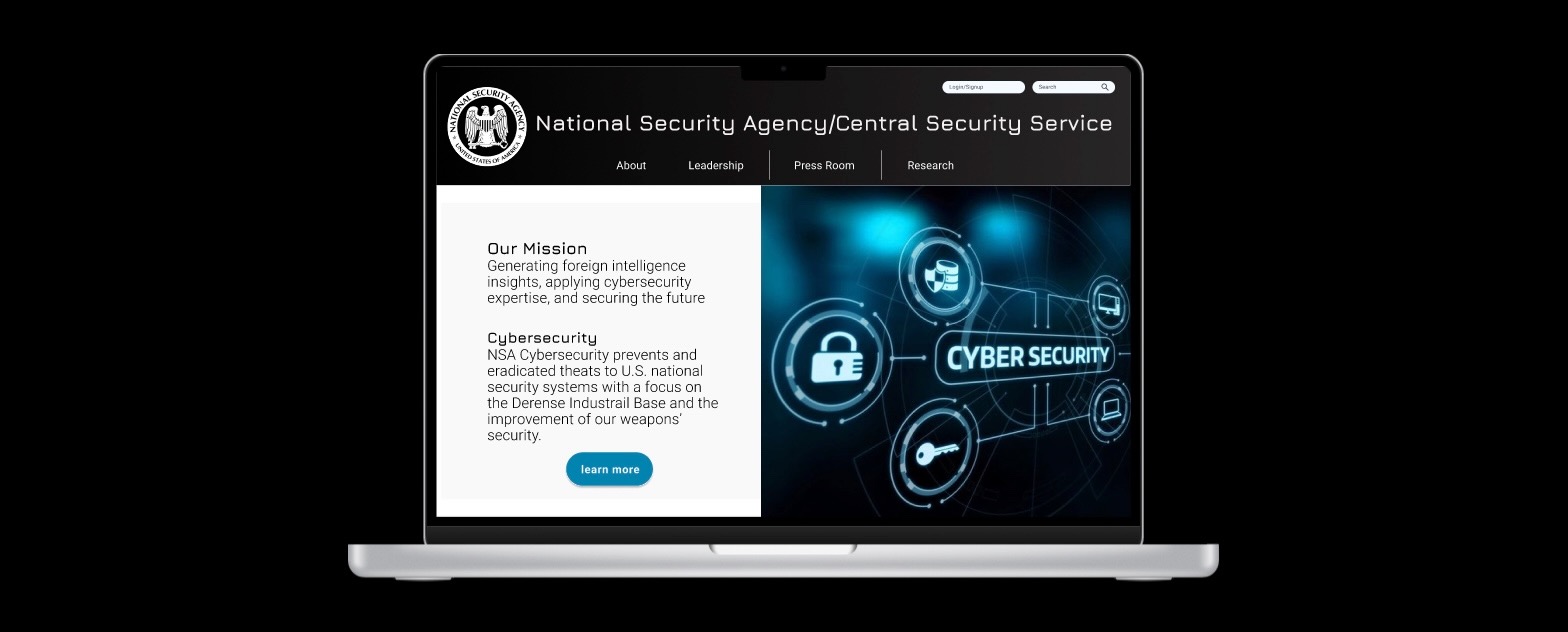 NATIONAL SECURITY AGENCY
UNITED STATES OF AMERICA
Login/Signup
Search
National Security Agency/Central Security Service
About
Leadership
Press Room
Research
Our Mission
Generating foreign intelligence
insights, applying cybersecurity
expertise, and securing the future
Cybersecurity
NSA Cybersecurity prevents and
eradicated threats to U.S. national
security systems with a focus on
the Derense Industrail Base and the
improvement of our weapons’
security.
learn more
CYBER SECURITY